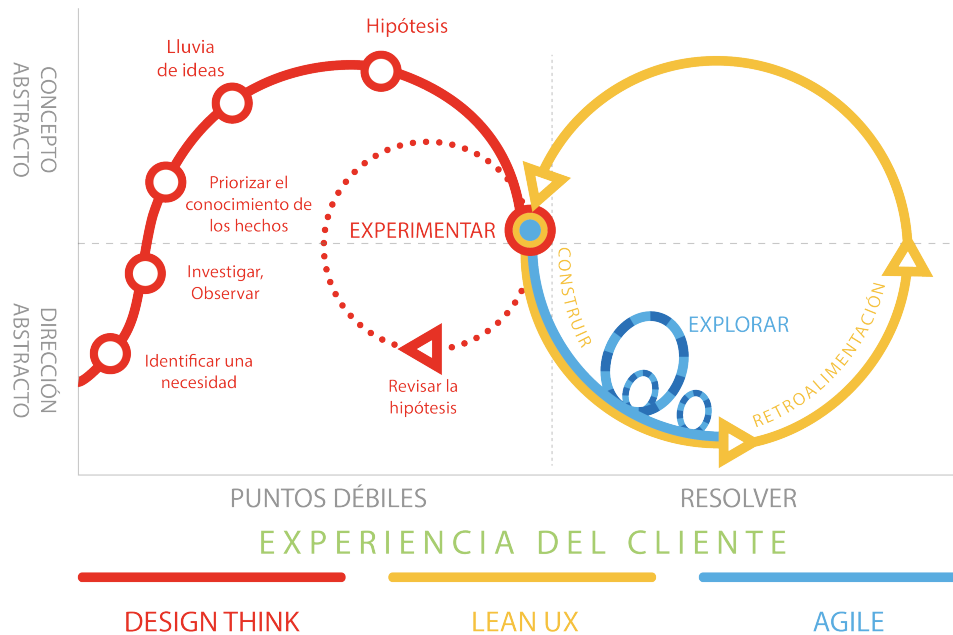 CONCEPTO
ABSTRACTO
DIRECCIÓN
ABSTRACTO
Hipótesis
Lluvia
de ideas
Priorizar el
conocimiento de
los hechos
Investigar,
Observar
Identificar una
necesidad
EXPERIMENTAR
Revisar la
hipótesis
CONSTRUIR
EXPLORAR
RETROALIMENTACIÓN
PUNTOS DÉBILES
RESOLVER
EXPERIENCIA DEL CLIENTE
DESIGN THINK
LEAN UX
AGILE